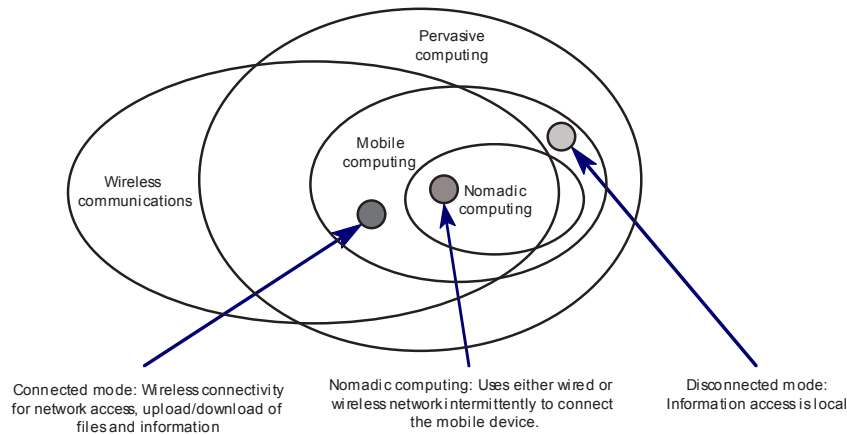 Pervasive
computing
Mobile
computing
Wireless
communications
Nomadic
computing
Connected mode: Wireless connectivity
for network access, upload/download of
files and information
Nomadic computing: Uses either wired or
wireless network intermittently to connect
the mobile device.
Disconnected mode:
Information access is local